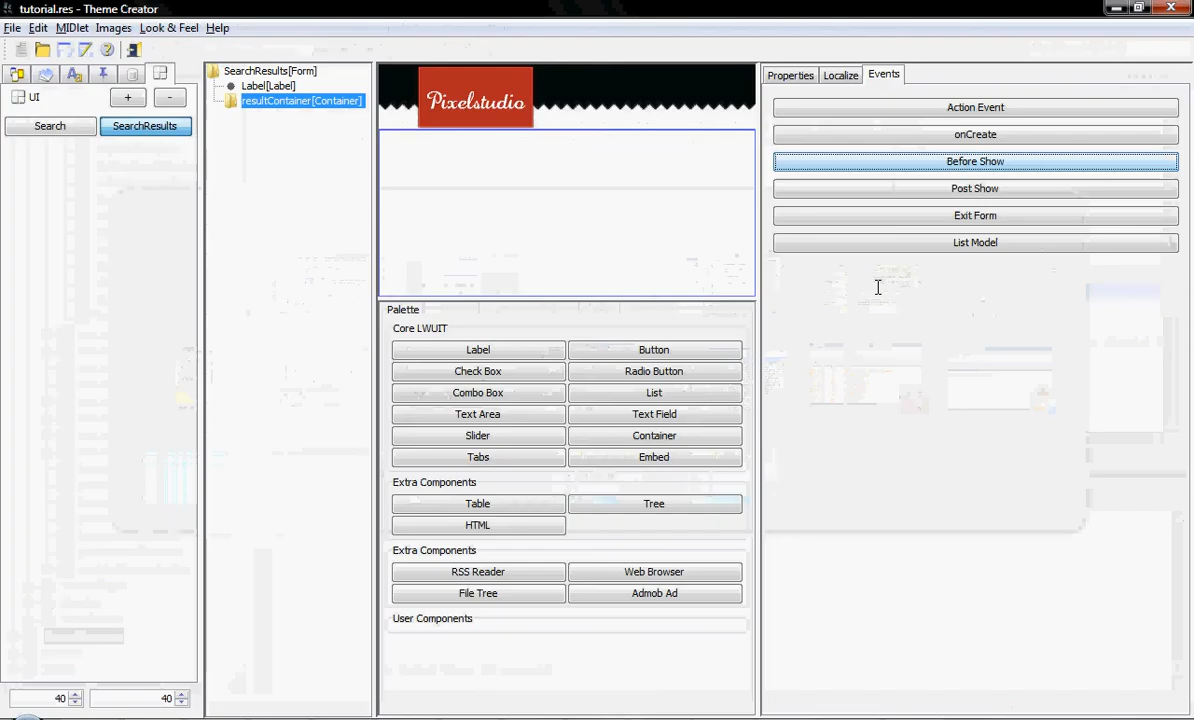 tutorial.res - Theme Creator
File Edit MIDlet Images Look & Feel Help
UI
+ -
Search SearchResults
40 40
SearchResults[Form]
Label[Label]
resultContainer[Container]
Pixelstudio
Palette
Core LWUIT
Label Button
Check Box Radio Button
Combo Box List
Text Area Text Field
Slider Container
Tabs Embed
Extra Components
Table Tree
HTML
Extra Components
RSS Reader Web Browser
File Tree Admob Ad
User Components
Properties Localize Events
Action Event
onCreate
Before Show
Post Show
Exit Form
List Model